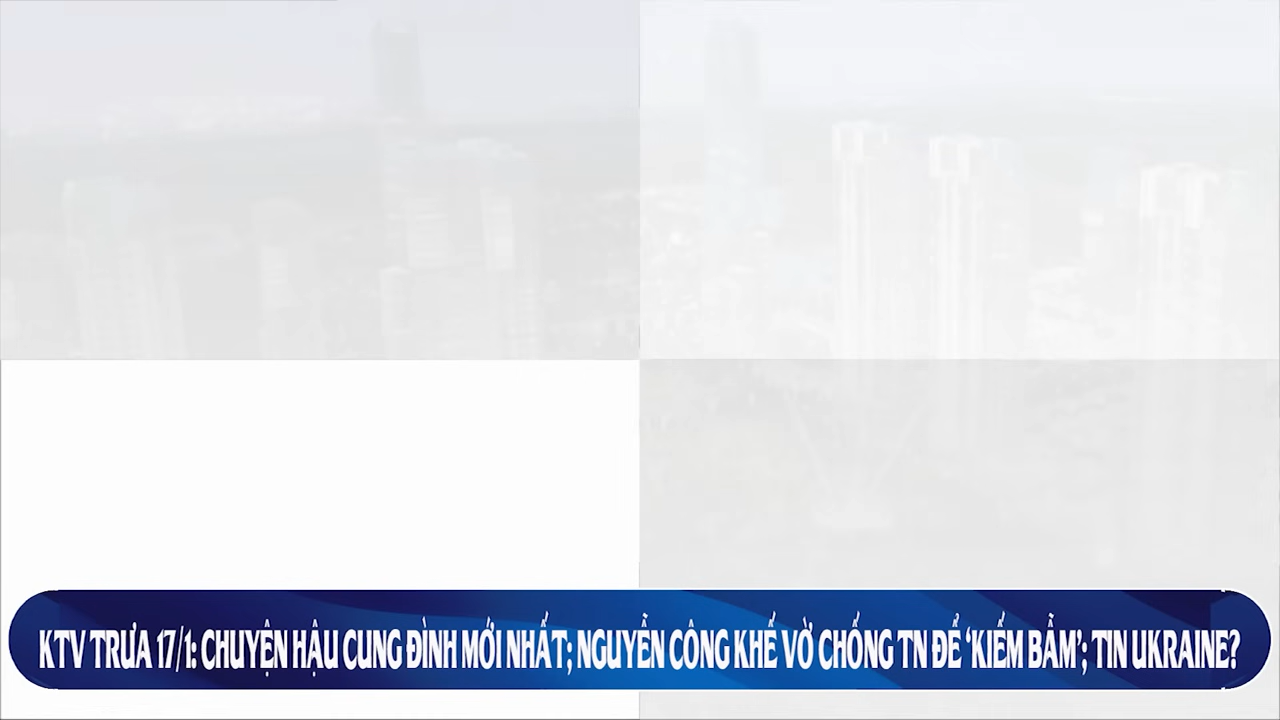 KTV TRƯA 17/1: CHUYỆN HẬU CUNG ĐÌNH MỚI NHẤT; NGUYỄN CÔNG KHẾ VỜ CHỐNG TN ĐỂ ‘KIẾM BẪM’; TIN UKRAINE?